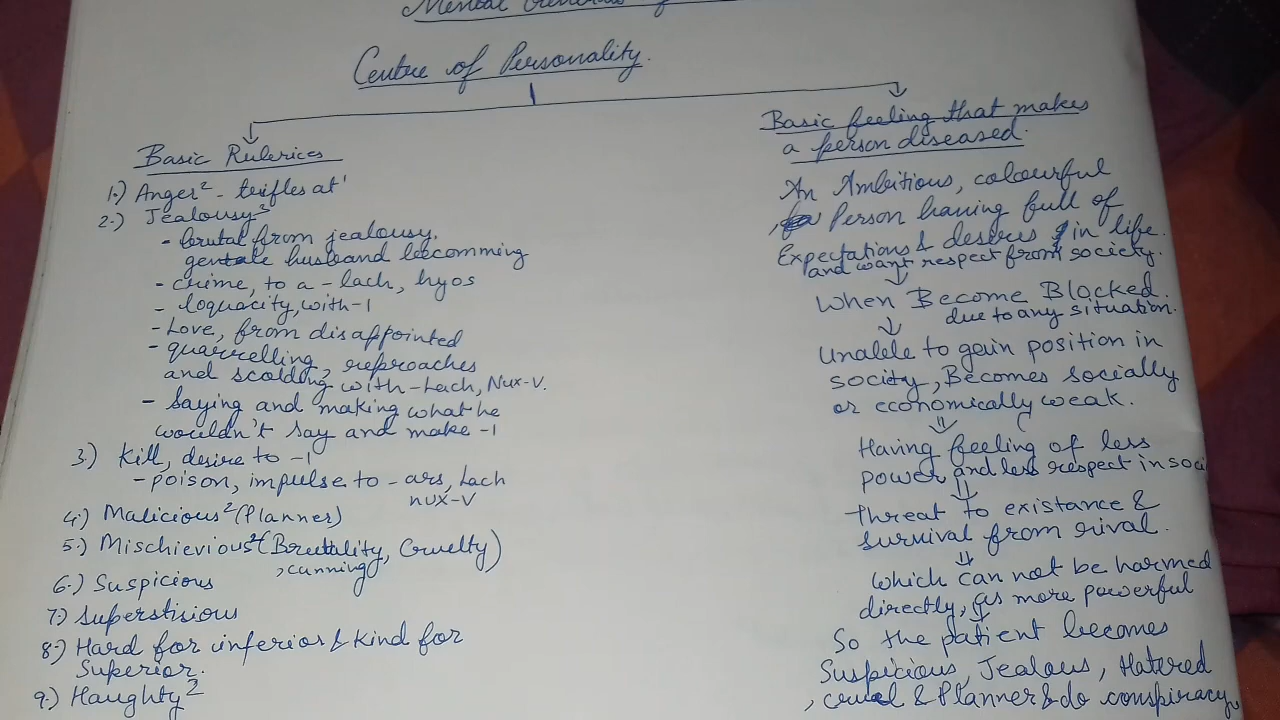 Mental
Centre of Personality.
Basic Rubrics
1.) Anger² - trifles at'
2.) Jealousy²
- brutal from jealousy,
gentale husband becomming
- crime, to a - lach, hyos
- loquacity, with - 1
- Love, from disappointed
- quarrelling, reproaches
and scolding with - Lach, Nux-V.
- Saying and making what he
wouldn't say and make - 1
3.) Kill, desire to - 1
- poison, impulse to - ars, Lach
nux-V
4.) Malicious² (Planner)
5.) Mischievious² (Brutality, Cruelty)
, cunning
6.) Suspicious
7.) Superstisious
8.) Hard for inferior & Kind for
Superior.
9.) Haughty²
Basic feeling that makes
a person diseased.
An Ambitious, colourful
, Person having full of
Expectations & desires in life.
and want respect from society.
When Become Blocked.
due to any situation.
Unable to gain position in
socity, Becomes socially
or economically weak.
Having feeling of less
power and less respect in soci
threat to existance &
survival from rival.
Which can not be harmed
directly, as more powerful
So the patient becomes
Suspicious, Jealous, Hatered
, cruel & Planner & do conspiracy.